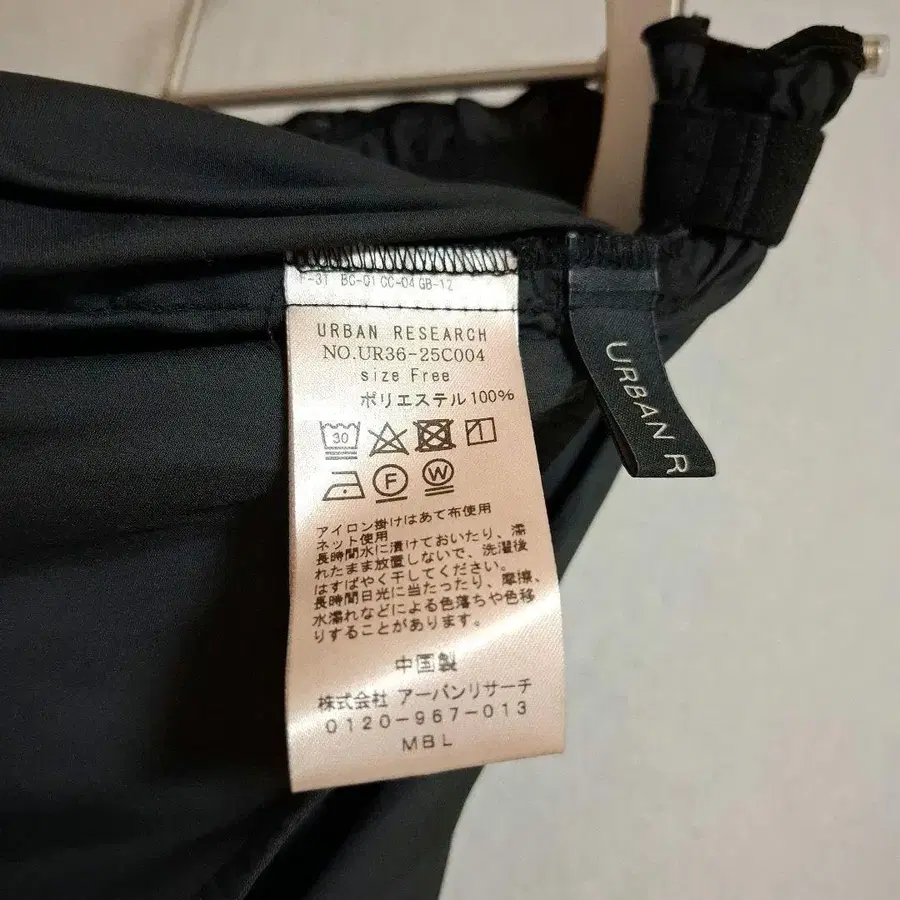 BG-01 CC-04 GB-12
URBAN RESEARCH
NO.UR36-25C004
size Free
ポリエステル100%
30
F
W
アイロン掛けはあて布使用
ネット使用
長時間水に漬けておいたり、濡
れたまま放置しないで、洗濯後
はすばやく干してください。
長時間日光に当たったり、摩擦、
水濡れなどによる色落ちや色移
りすることがあります。
中国製
株式会社 アーバンリサーチ
0120-967-013
MBL
URBAN R